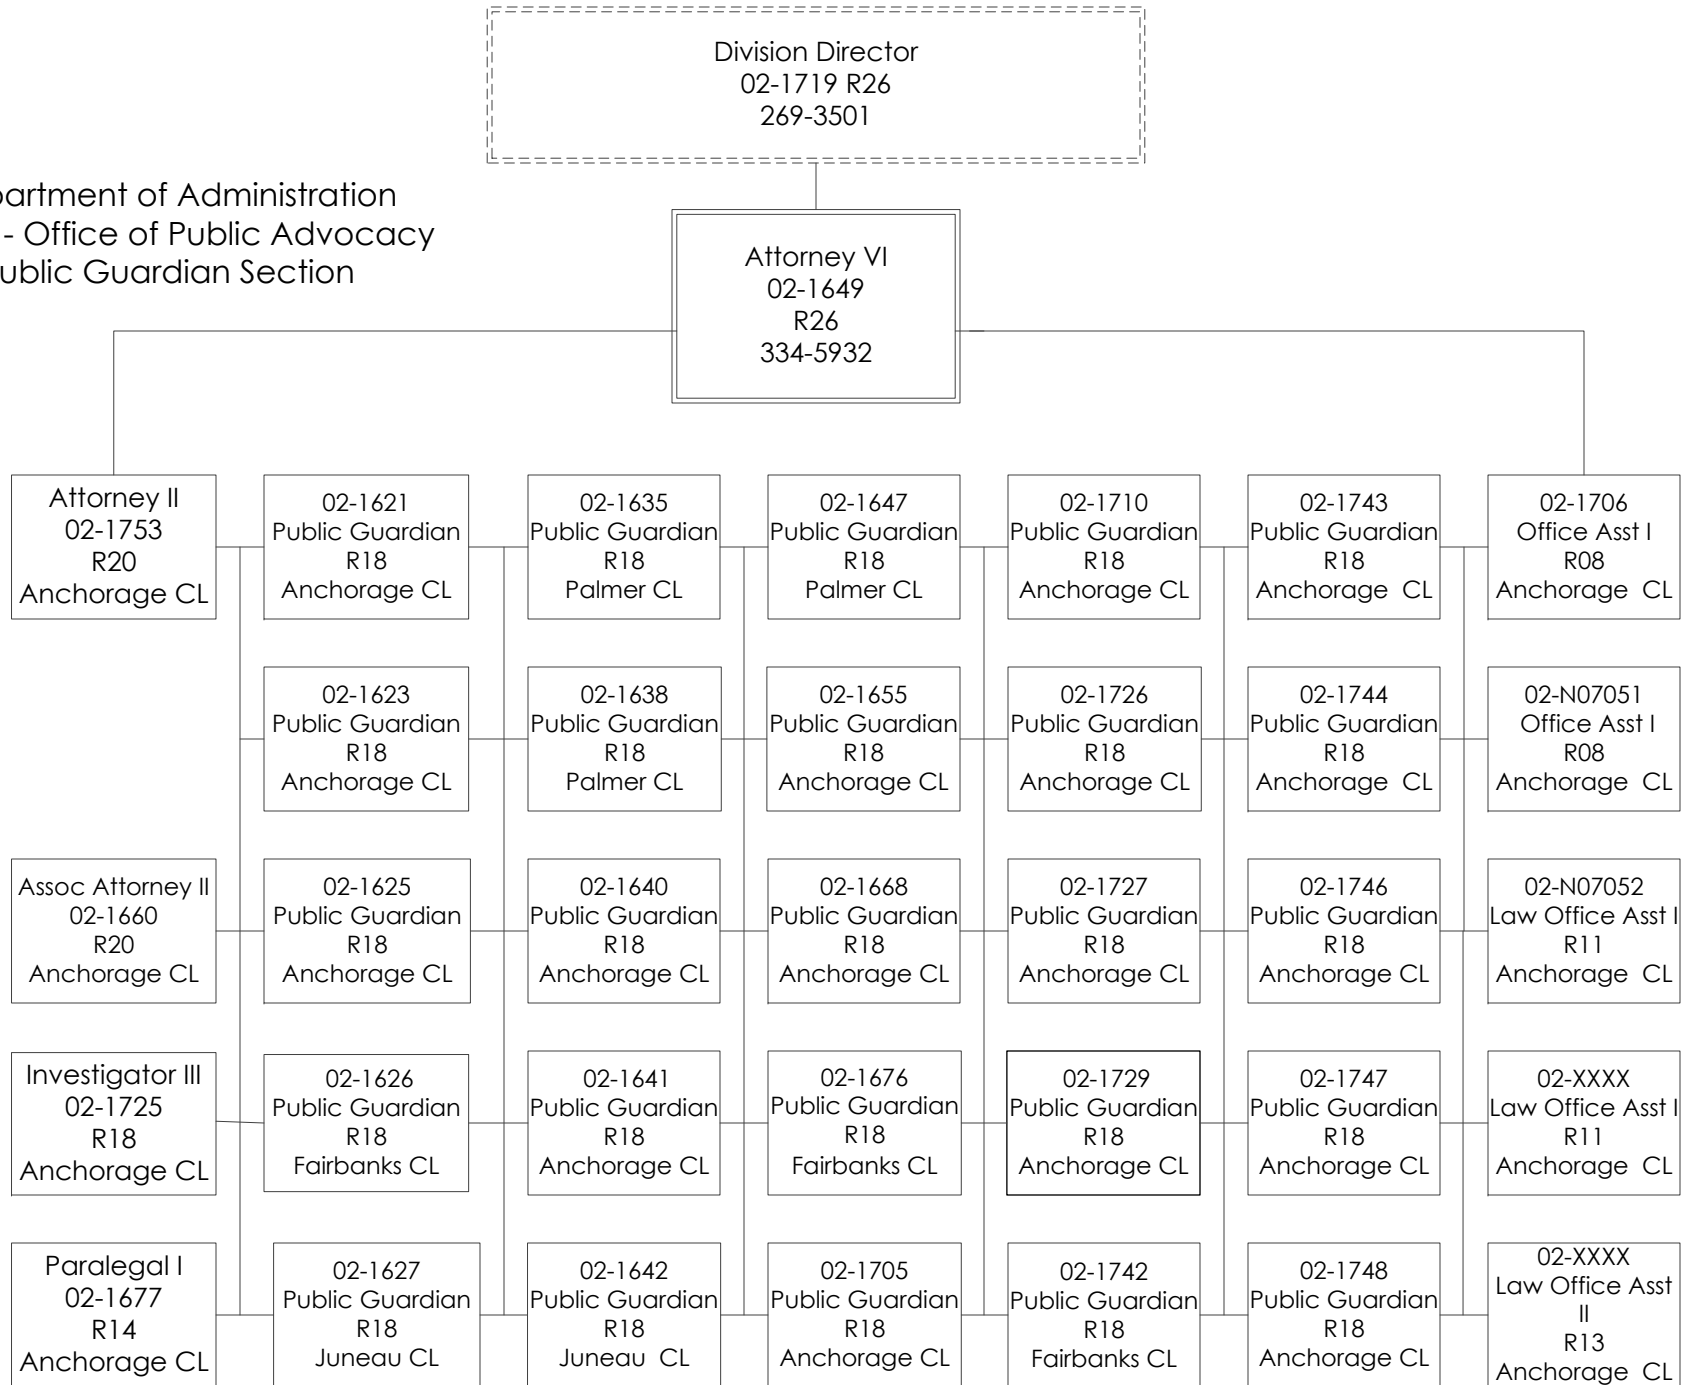 Division Director
02-1719 R26
269-3501
artment of Administration
- Office of Public Advocacy
ublic Guardian Section
Attorney VI
02-1649
R26
334-5932
Attorney II
02-1753
R20
Anchorage CL
02-1621
Public Guardian
R18
Anchorage CL
02-1635
Public Guardian
R18
Palmer CL
02-1647
Public Guardian
R18
Palmer CL
02-1710
Public Guardian
R18
Anchorage CL
02-1743
Public Guardian
R18
Anchorage CL
02-1706
Office Asst I
R08
Anchorage CL
02-1623
Public Guardian
R18
Anchorage CL
02-1638
Public Guardian
R18
Palmer CL
02-1655
Public Guardian
R18
Anchorage CL
02-1726
Public Guardian
R18
Anchorage CL
02-1744
Public Guardian
R18
Anchorage CL
02-N07051
Office Asst I
R08
Anchorage CL
Assoc Attorney II
02-1660
R20
Anchorage CL
02-1625
Public Guardian
R18
Anchorage CL
02-1640
Public Guardian
R18
Anchorage CL
02-1668
Public Guardian
R18
Anchorage CL
02-1727
Public Guardian
R18
Anchorage CL
02-1746
Public Guardian
R18
Anchorage CL
02-N07052
Law Office Asst I
R11
Anchorage CL
Investigator III
02-1725
R18
Anchorage CL
02-1626
Public Guardian
R18
Fairbanks CL
02-1641
Public Guardian
R18
Anchorage CL
02-1676
Public Guardian
R18
Fairbanks CL
02-1729
Public Guardian
R18
Anchorage CL
02-1747
Public Guardian
R18
Anchorage CL
02-XXXX
Law Office Asst I
R11
Anchorage CL
Paralegal I
02-1677
R14
Anchorage CL
02-1627
Public Guardian
R18
Juneau CL
02-1642
Public Guardian
R18
Juneau CL
02-1705
Public Guardian
R18
Anchorage CL
02-1742
Public Guardian
R18
Fairbanks CL
02-1748
Public Guardian
R18
Anchorage CL
02-XXXX
Law Office Asst
II
R13
Anchorage CL